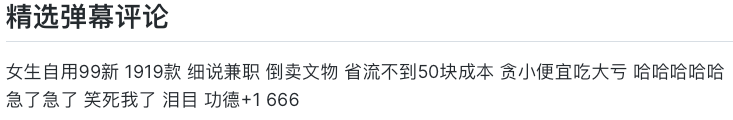 精选弹幕评论
女生自用99新 1919款 细说兼职 倒卖文物 省流不到50块成本 贪小便宜吃大亏 哈哈哈哈哈
急了急了 笑死我了 泪目 功德+1 666